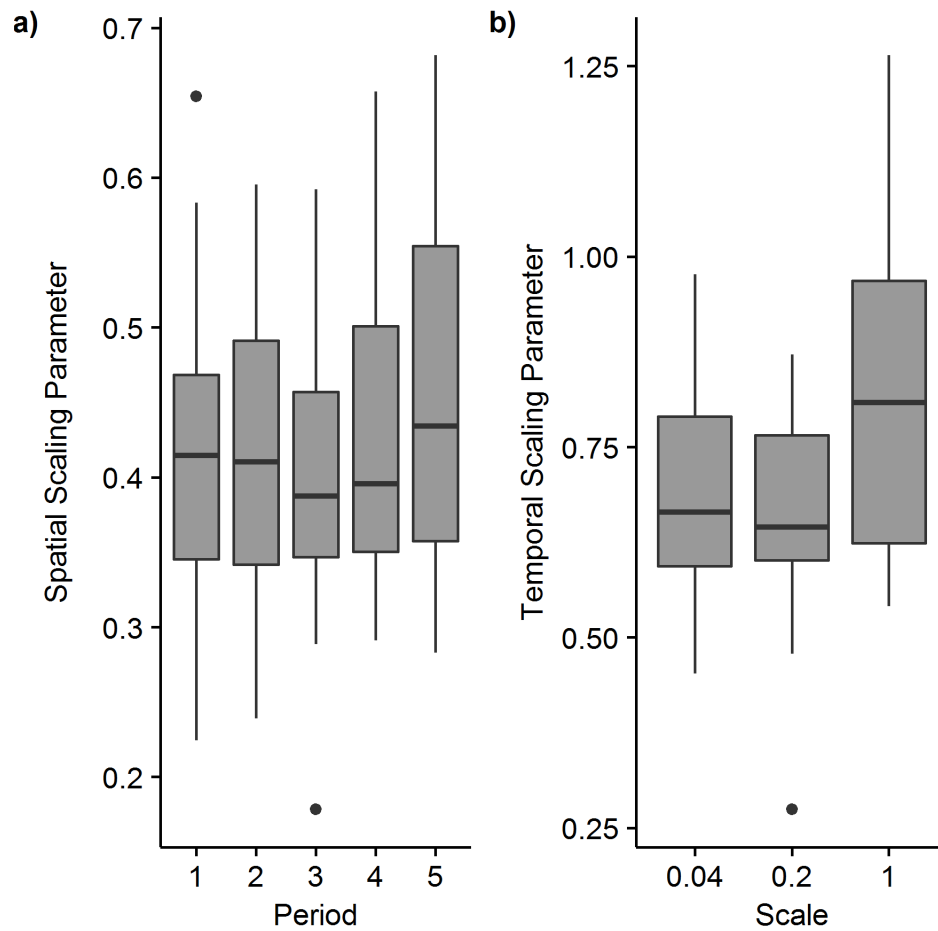 a)
Spatial Scaling Parameter
0.7
0.6
0.5
0.4
0.3
0.2
1 2 3 4 5
Period
b)
Temporal Scaling Parameter
1.25
1.00
0.75
0.50
0.25
0.04 0.2 1
Scale